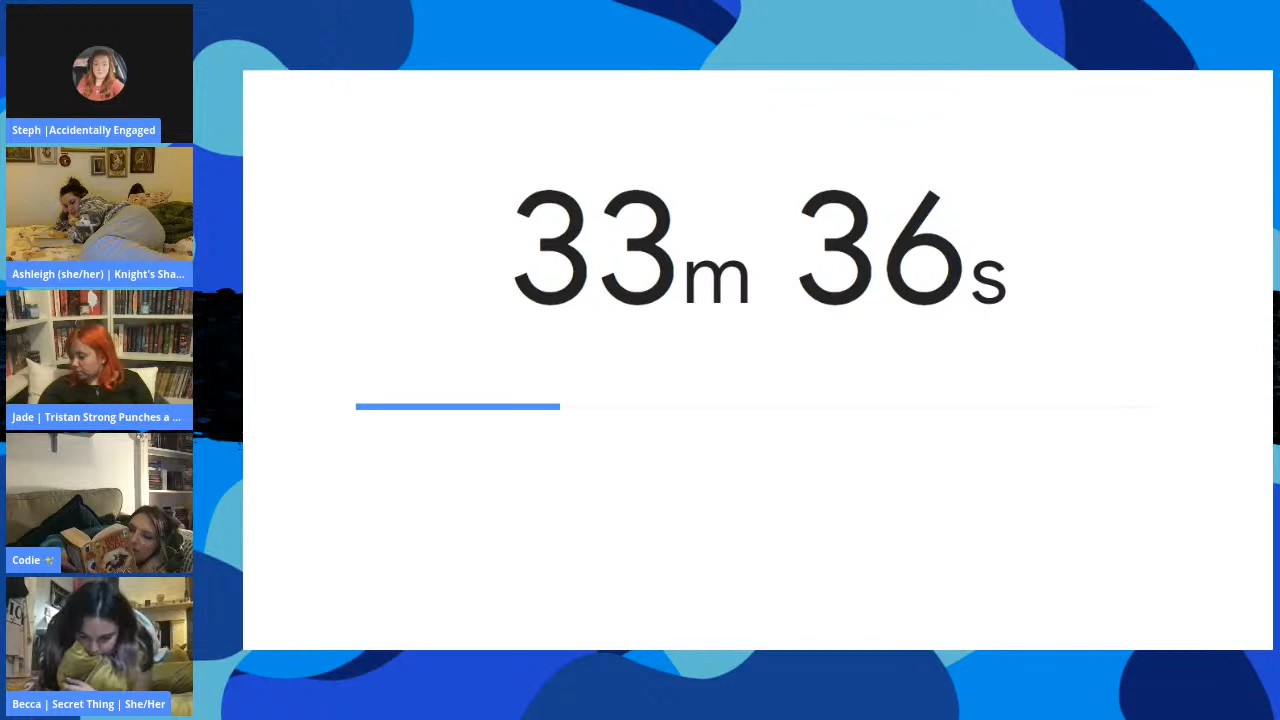 Steph |Accidentally Engaged
Ashleigh (she/her) | Knight's Sha...
Jade | Tristan Strong Punches a ...
Codie ✨
Becca | Secret Thing | She/Her
33m 36s